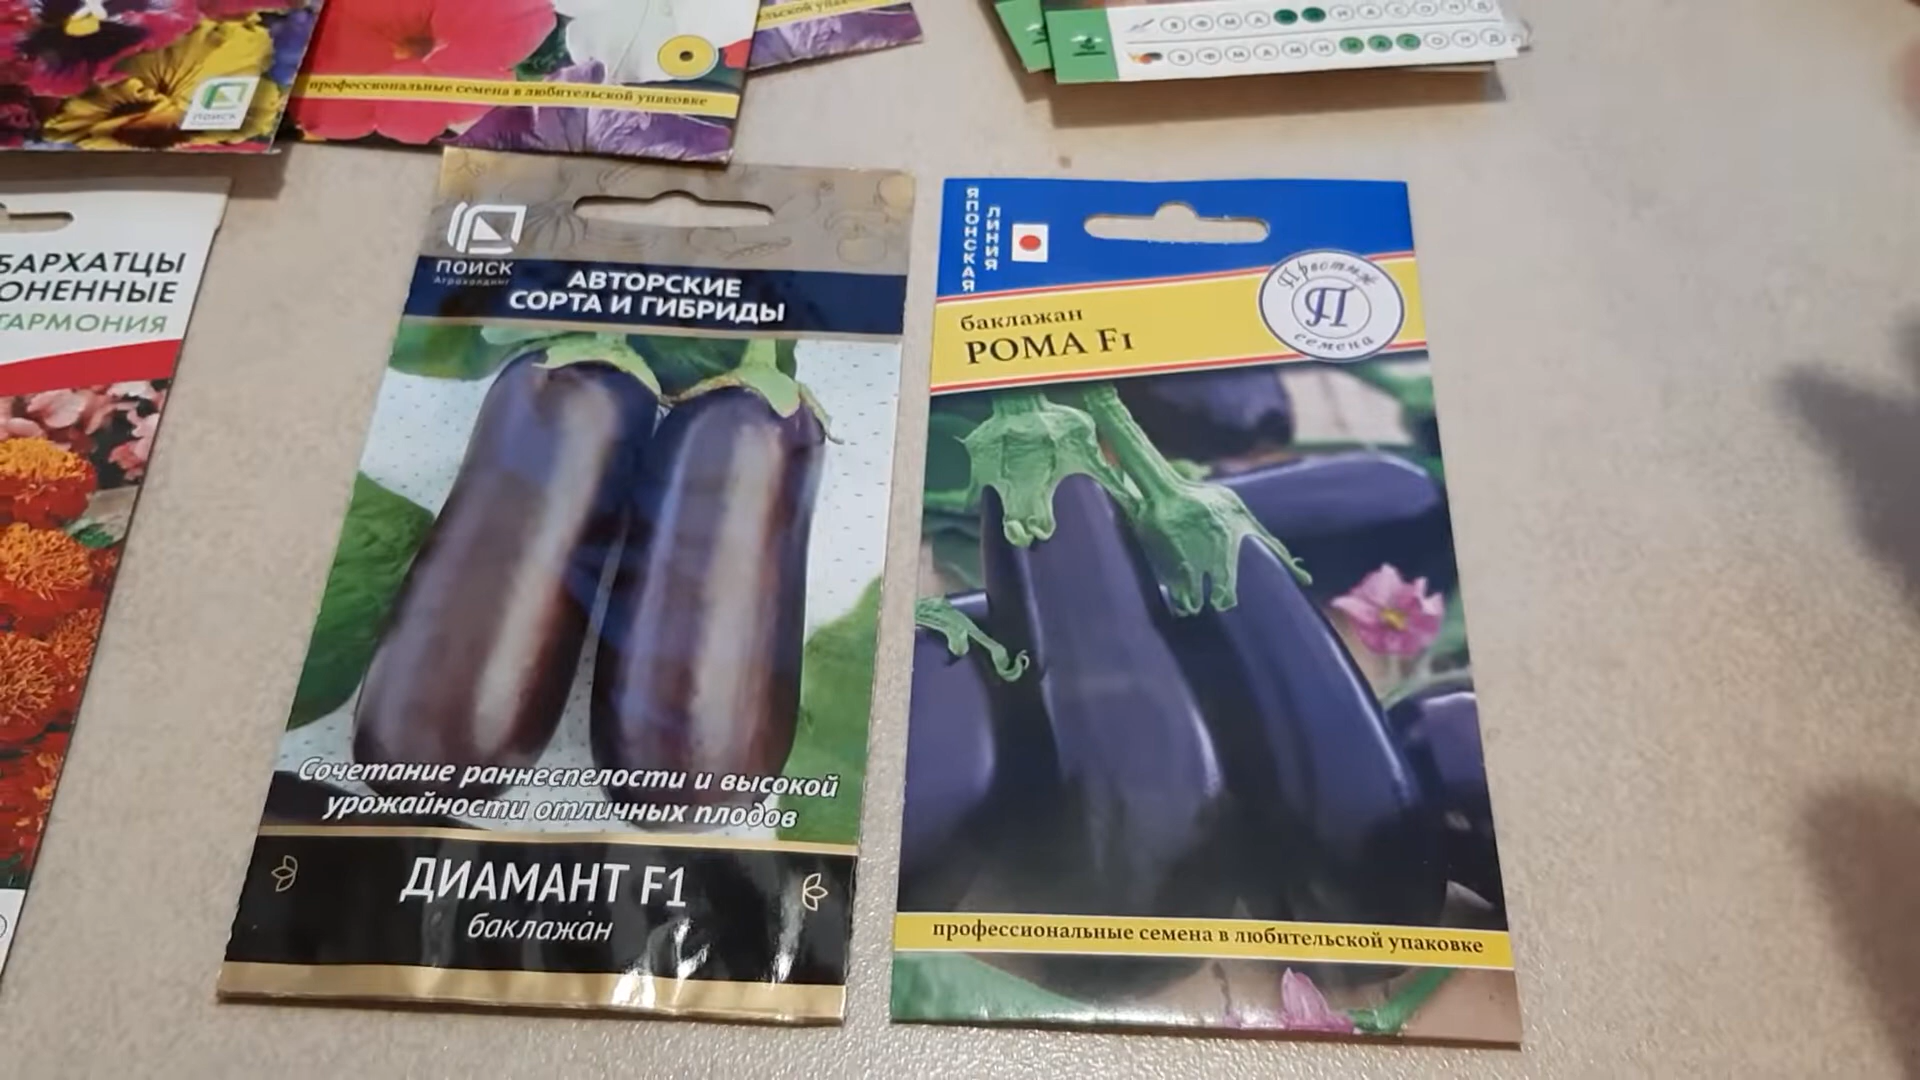 ПОИСК
профессиональные семена в любительской упаковке
БАРХАТЦЫ
ГАРМОНИЯ
ПОИСК
Агрохолдинг
АВТОРСКИЕ
СОРТА И ГИБРИДЫ
Сочетание раннеспелости и высокой
урожайности отличных плодов
ДИАМАНТ F1
баклажан
ЯПОНСКАЯ
ЛИНИЯ
баклажан
РОМА F1
Престиж
П
семена
профессиональные семена в любительской упаковке